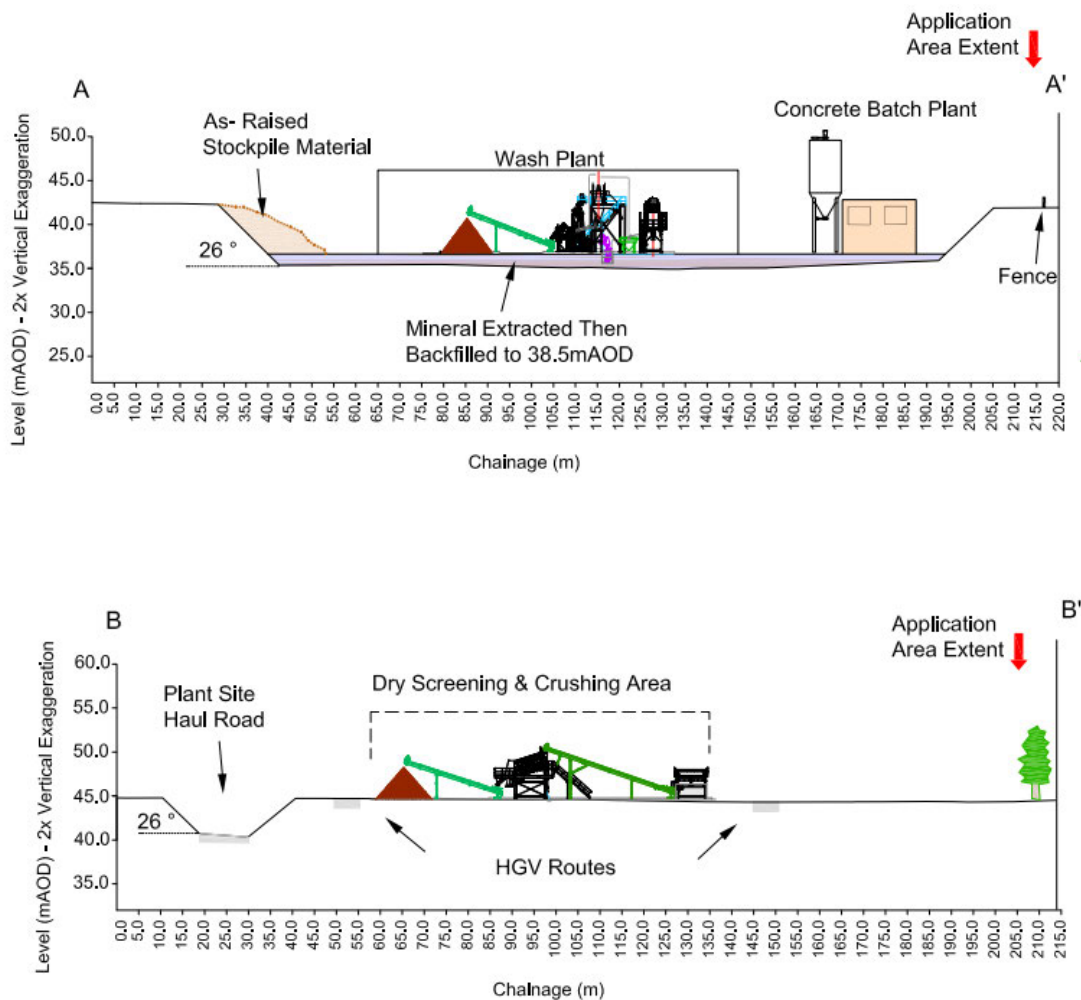 Application
Area Extent
A
A'
Concrete Batch Plant
As- Raised
Stockpile Material
Wash Plant
50.0
45.0
40.0
35.0
30.0
25.0
26 °
Fence
Mineral Extracted Then
Backfilled to 38.5mAOD
Level (mAOD) - 2x Vertical Exaggeration
0.0 5.0 10.0 15.0 20.0 25.0 30.0 35.0 40.0 45.0 50.0 55.0 60.0 65.0 70.0 75.0 80.0 85.0 90.0 95.0 100.0 105.0 110.0 115.0 120.0 125.0 130.0 135.0 140.0 145.0 150.0 155.0 160.0 165.0 170.0 175.0 180.0 185.0 190.0 195.0 200.0 205.0 210.0 215.0 220.0
Chainage (m)
B
B'
Application
Area Extent
Plant Site
Haul Road
Dry Screening & Crushing Area
60.0
55.0
50.0
45.0
40.0
35.0
26 °
HGV Routes
Level (mAOD) - 2x Vertical Exaggeration
0.0 5.0 10.0 15.0 20.0 25.0 30.0 35.0 40.0 45.0 50.0 55.0 60.0 65.0 70.0 75.0 80.0 85.0 90.0 95.0 100.0 105.0 110.0 115.0 120.0 125.0 130.0 135.0 140.0 145.0 150.0 155.0 160.0 165.0 170.0 175.0 180.0 185.0 190.0 195.0 200.0 205.0 210.0 215.0
Chainage (m)